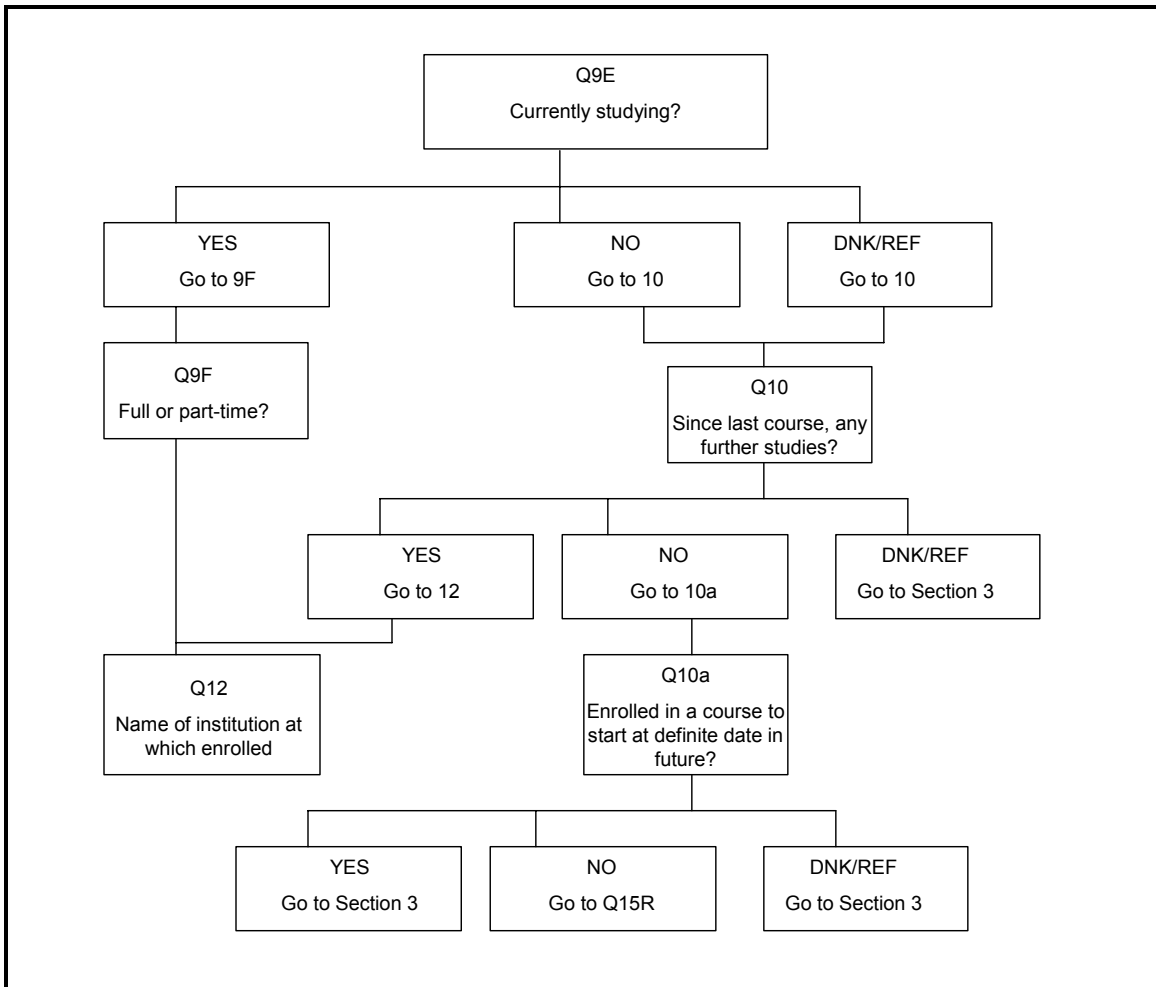 Q9E
Currently studying?
YES
Go to 9F
NO
Go to 10
DNK/REF
Go to 10
Q9F
Full or part-time?
Q10
Since last course, any
further studies?
YES
Go to 12
NO
Go to 10a
DNK/REF
Go to Section 3
Q12
Name of institution at
which enrolled
Q10a
Enrolled in a course to
start at definite date in
future?
YES
Go to Section 3
NO
Go to Q15R
DNK/REF
Go to Section 3